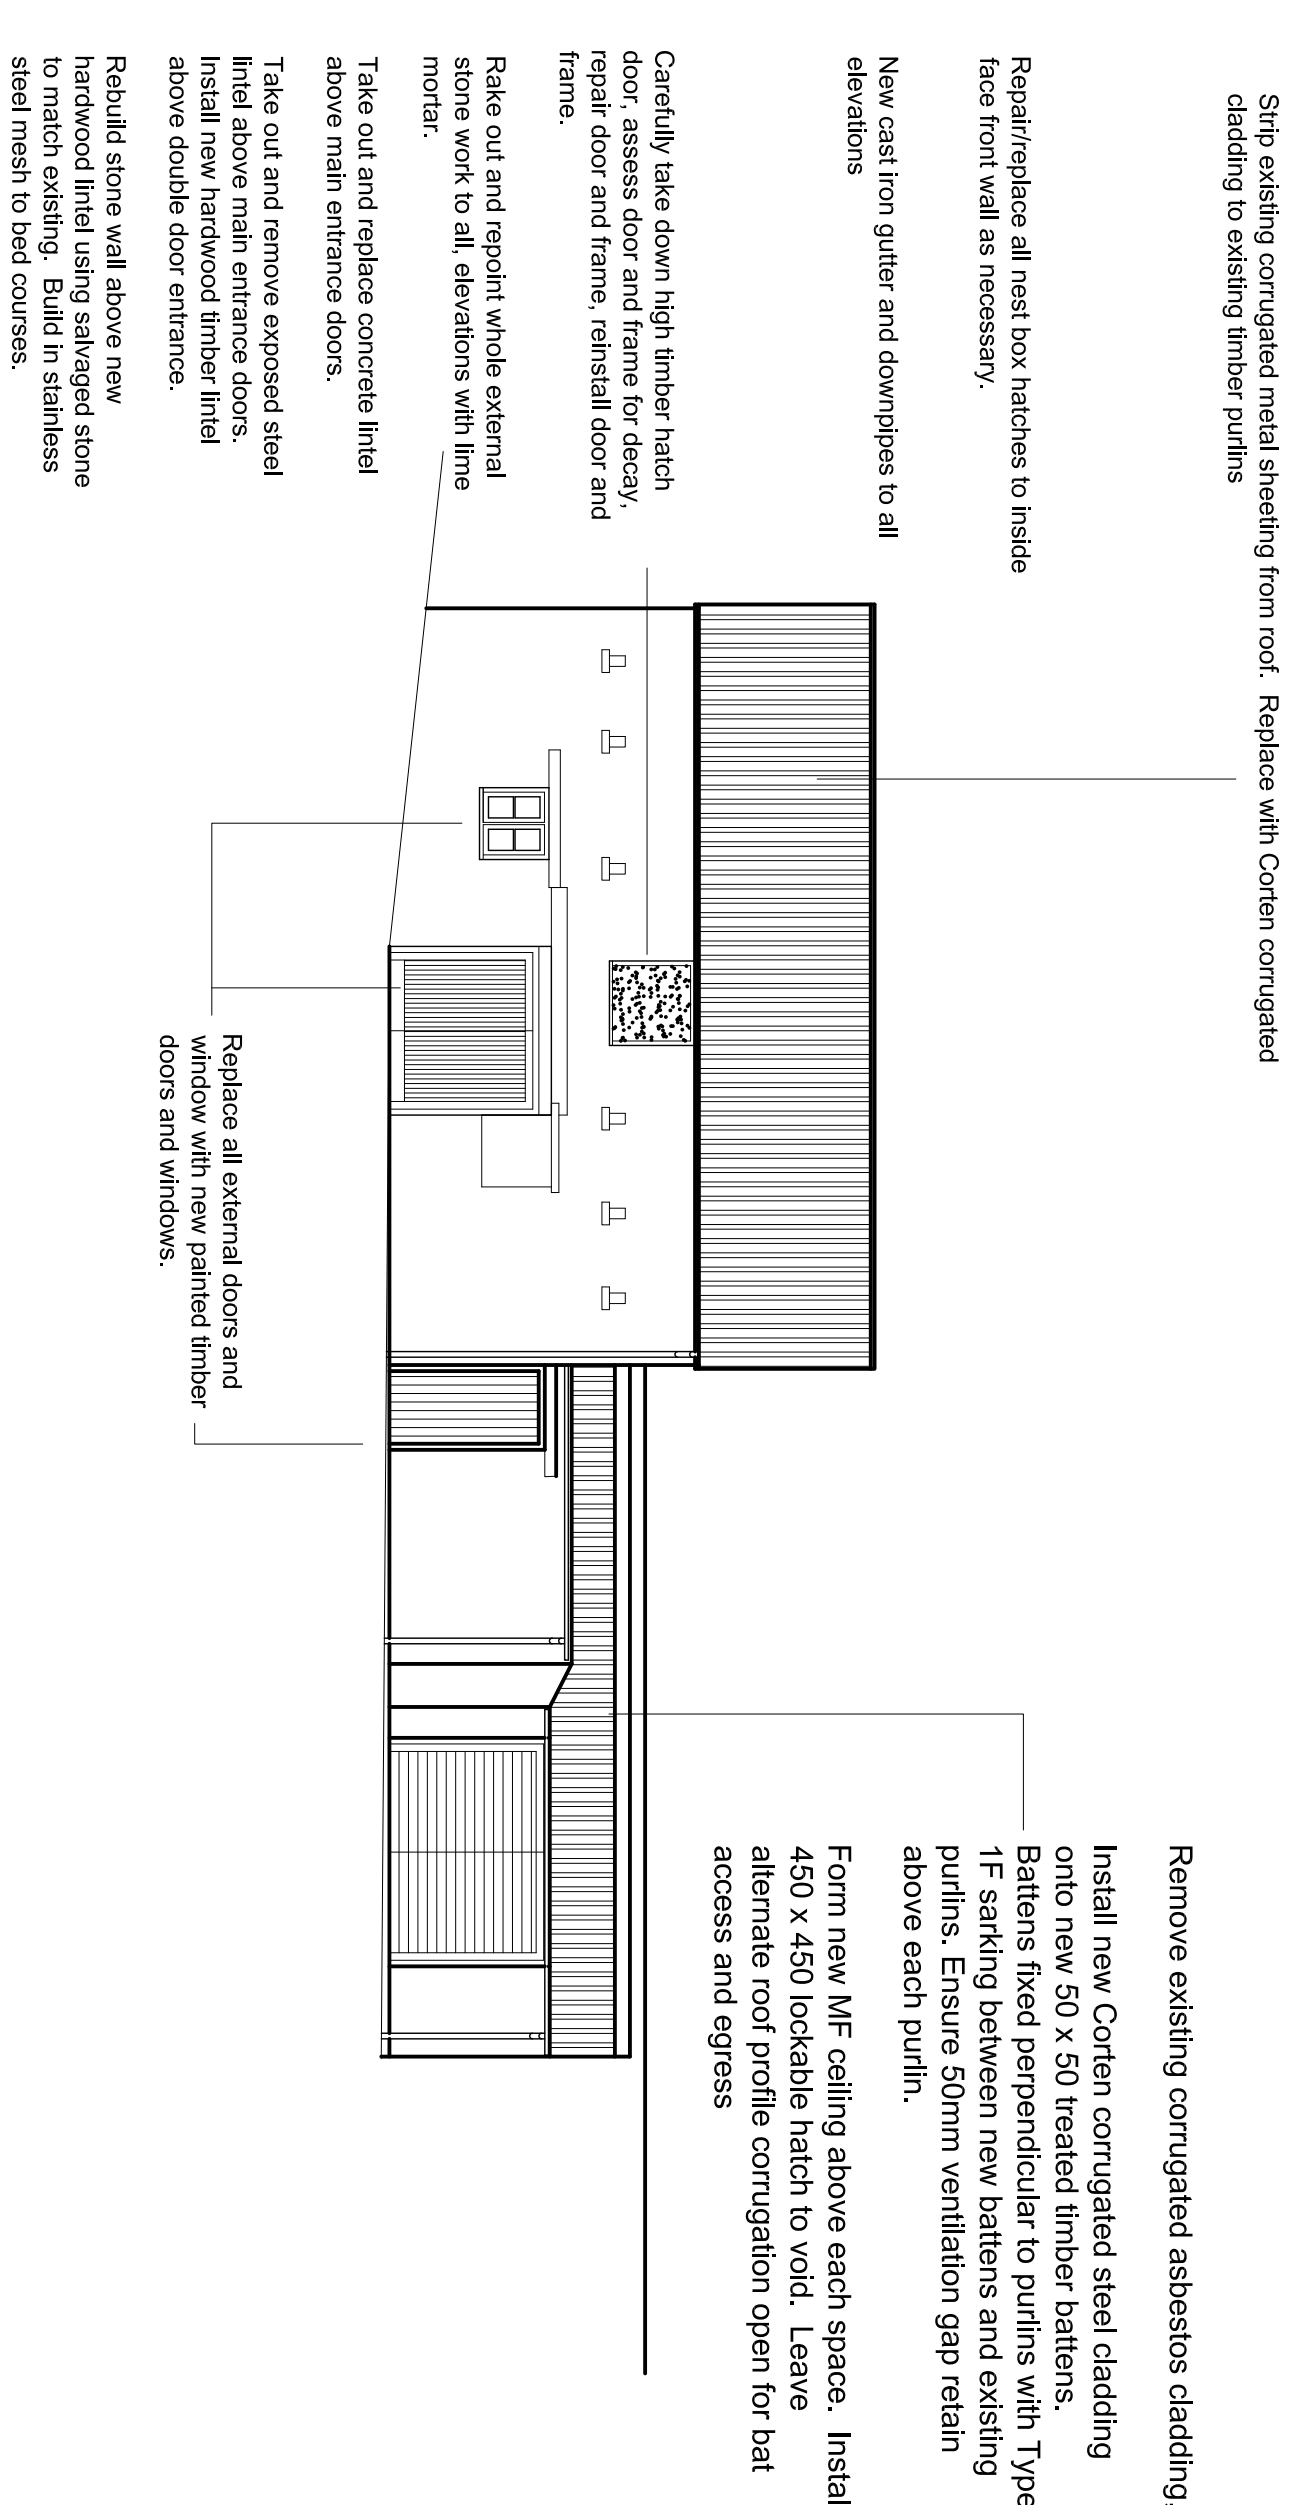 Strip existing corrugated metal sheeting from roof.  Replace with Corten corrugated
cladding to existing timber purlins
Repair/replace all nest box hatches to inside
face front wall as necessary.
New cast iron gutter and downpipes to all
elevations
Carefully take down high timber hatch
door, assess door and frame for decay,
repair door and frame, reinstall door and
frame.
Rake out and repoint whole external
stone work to all, elevations with lime
mortar.
Take out and replace concrete lintel
above main entrance doors.
Take out and remove exposed steel
lintel above main entrance doors.
Install new hardwood timber lintel
above double door entrance.
Rebuild stone wall above new
hardwood lintel using salvaged stone
to match existing.  Build in stainless
steel mesh to bed courses.
Replace all external doors and
window with new painted timber
doors and windows.
Remove existing corrugated asbestos cladding.
Install new Corten corrugated steel cladding
onto new 50 x 50 treated timber battens.
Battens fixed perpendicular to purlins with Type
1F sarking between new battens and existing
purlins. Ensure 50mm ventilation gap retain
above each purlin.
Form new MF ceiling above each space.  Instal
450 x 450 lockable hatch to void.  Leave
alternate roof profile corrugation open for bat
access and egress